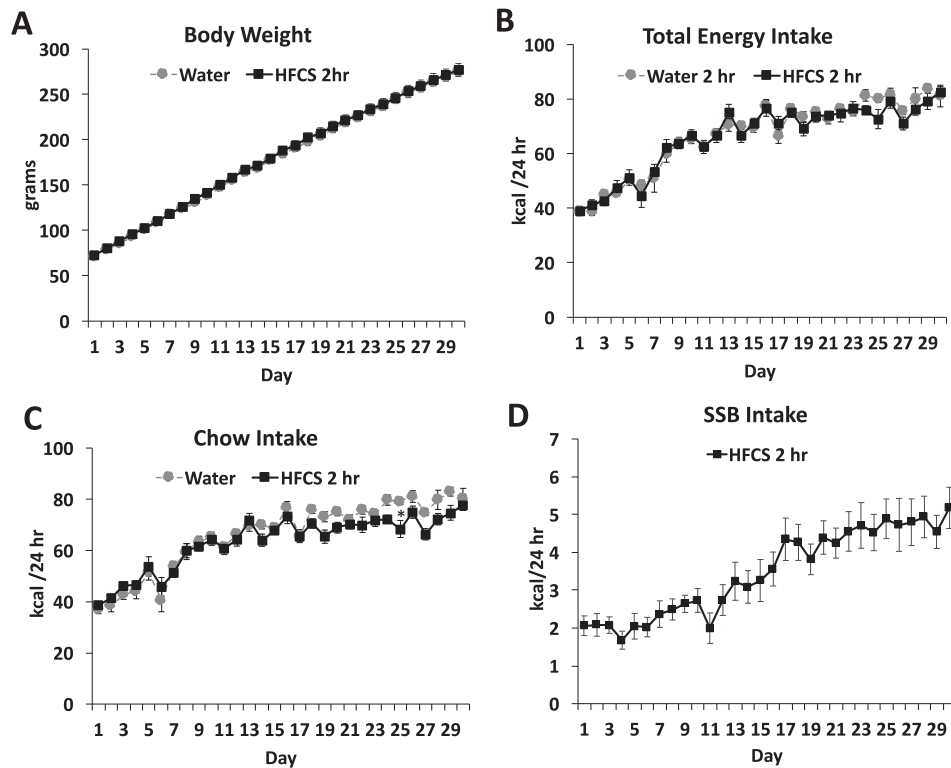 A
Body Weight
Water HFCS 2hr
300
250
200
150
100
50
0
grams
1 3 5 7 9 11 13 15 17 19 21 23 25 27 29
Day
B
Total Energy Intake
Water 2 hr HFCS 2 hr
100
80
60
40
20
0
kcal /24 hr
1 3 5 7 9 11 13 15 17 19 21 23 25 27 29
Day
C
Chow Intake
Water HFCS 2 hr
100
80
60
40
20
0
kcal /24 hr
*
1 3 5 7 9 11 13 15 17 19 21 23 25 27 29
Day
D
SSB Intake
HFCS 2 hr
7
6
5
4
3
2
1
0
kcal/24 hr
1 3 5 7 9 11 13 15 17 19 21 23 25 27 29
Day